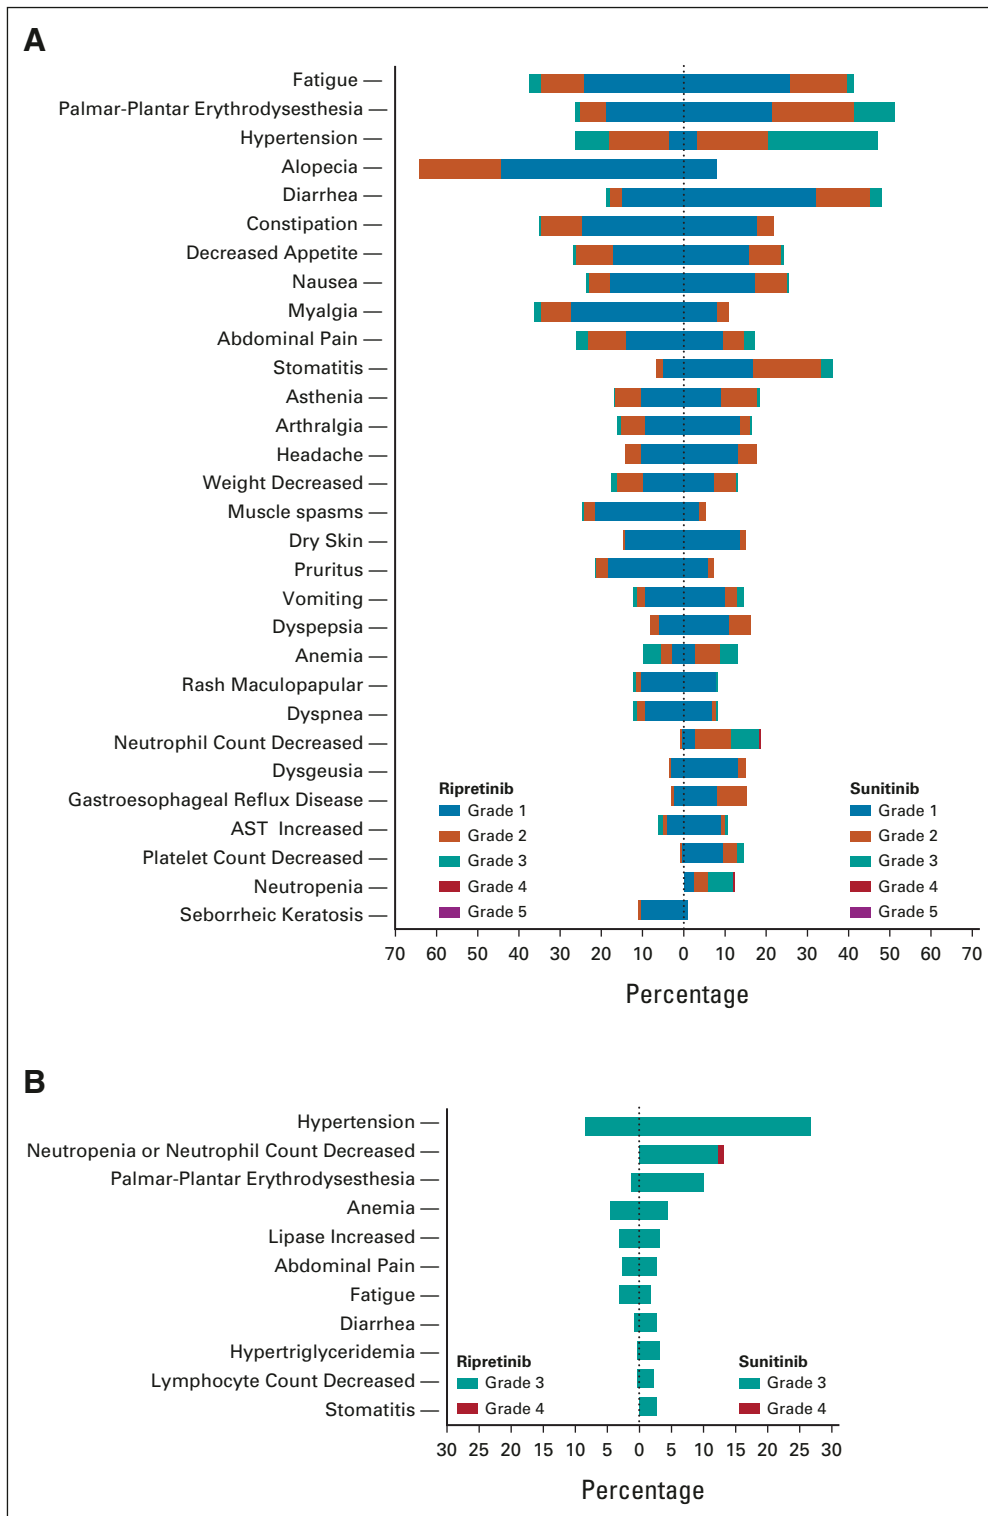 A
Fatigue
Palmar-Plantar Erythrodysesthesia
Hypertension
Alopecia
Diarrhea
Constipation
Decreased Appetite
Nausea
Myalgia
Abdominal Pain
Stomatitis
Asthenia
Arthralgia
Headache
Weight Decreased
Muscle spasms
Dry Skin
Pruritus
Vomiting
Dyspepsia
Anemia
Rash Maculopapular
Dyspnea
Neutrophil Count Decreased
Dysgeusia
Gastroesophageal Reflux Disease
AST Increased
Platelet Count Decreased
Neutropenia
Seborrheic Keratosis
Ripretinib
Grade 1
Grade 2
Grade 3
Grade 4
Grade 5
Sunitinib
Grade 1
Grade 2
Grade 3
Grade 4
Grade 5
70 60 50 40 30 20 10 0 10 20 30 40 50 60 70
Percentage
B
Hypertension
Neutropenia or Neutrophil Count Decreased
Palmar-Plantar Erythrodysesthesia
Anemia
Lipase Increased
Abdominal Pain
Fatigue
Diarrhea
Hypertriglyceridemia
Lymphocyte Count Decreased
Stomatitis
Ripretinib
Grade 3
Grade 4
Sunitinib
Grade 3
Grade 4
30 25 20 15 10 5 0 5 10 15 20 25 30
Percentage